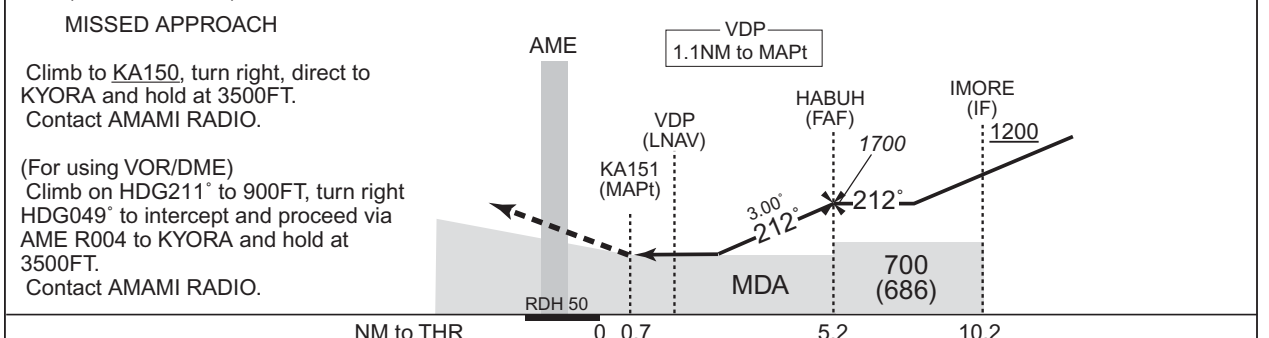 MISSED APPROACH
Climb to KA150, turn right, direct to
KYORA and hold at 3500FT.
Contact AMAMI RADIO.
(For using VOR/DME)
Climb on HDG211° to 900FT, turn right
HDG049° to intercept and proceed via
AME R004 to KYORA and hold at
3500FT.
Contact AMAMI RADIO.
AME
VDP
1.1NM to MAPt
KA151
(MAPt)
VDP
(LNAV)
HABUH
(FAF)
1700
IMORE
(IF)
1200
3.00°
212°
212°
MDA
700
(686)
RDH 50
NM to THR
0 0.7 5.2 10.2